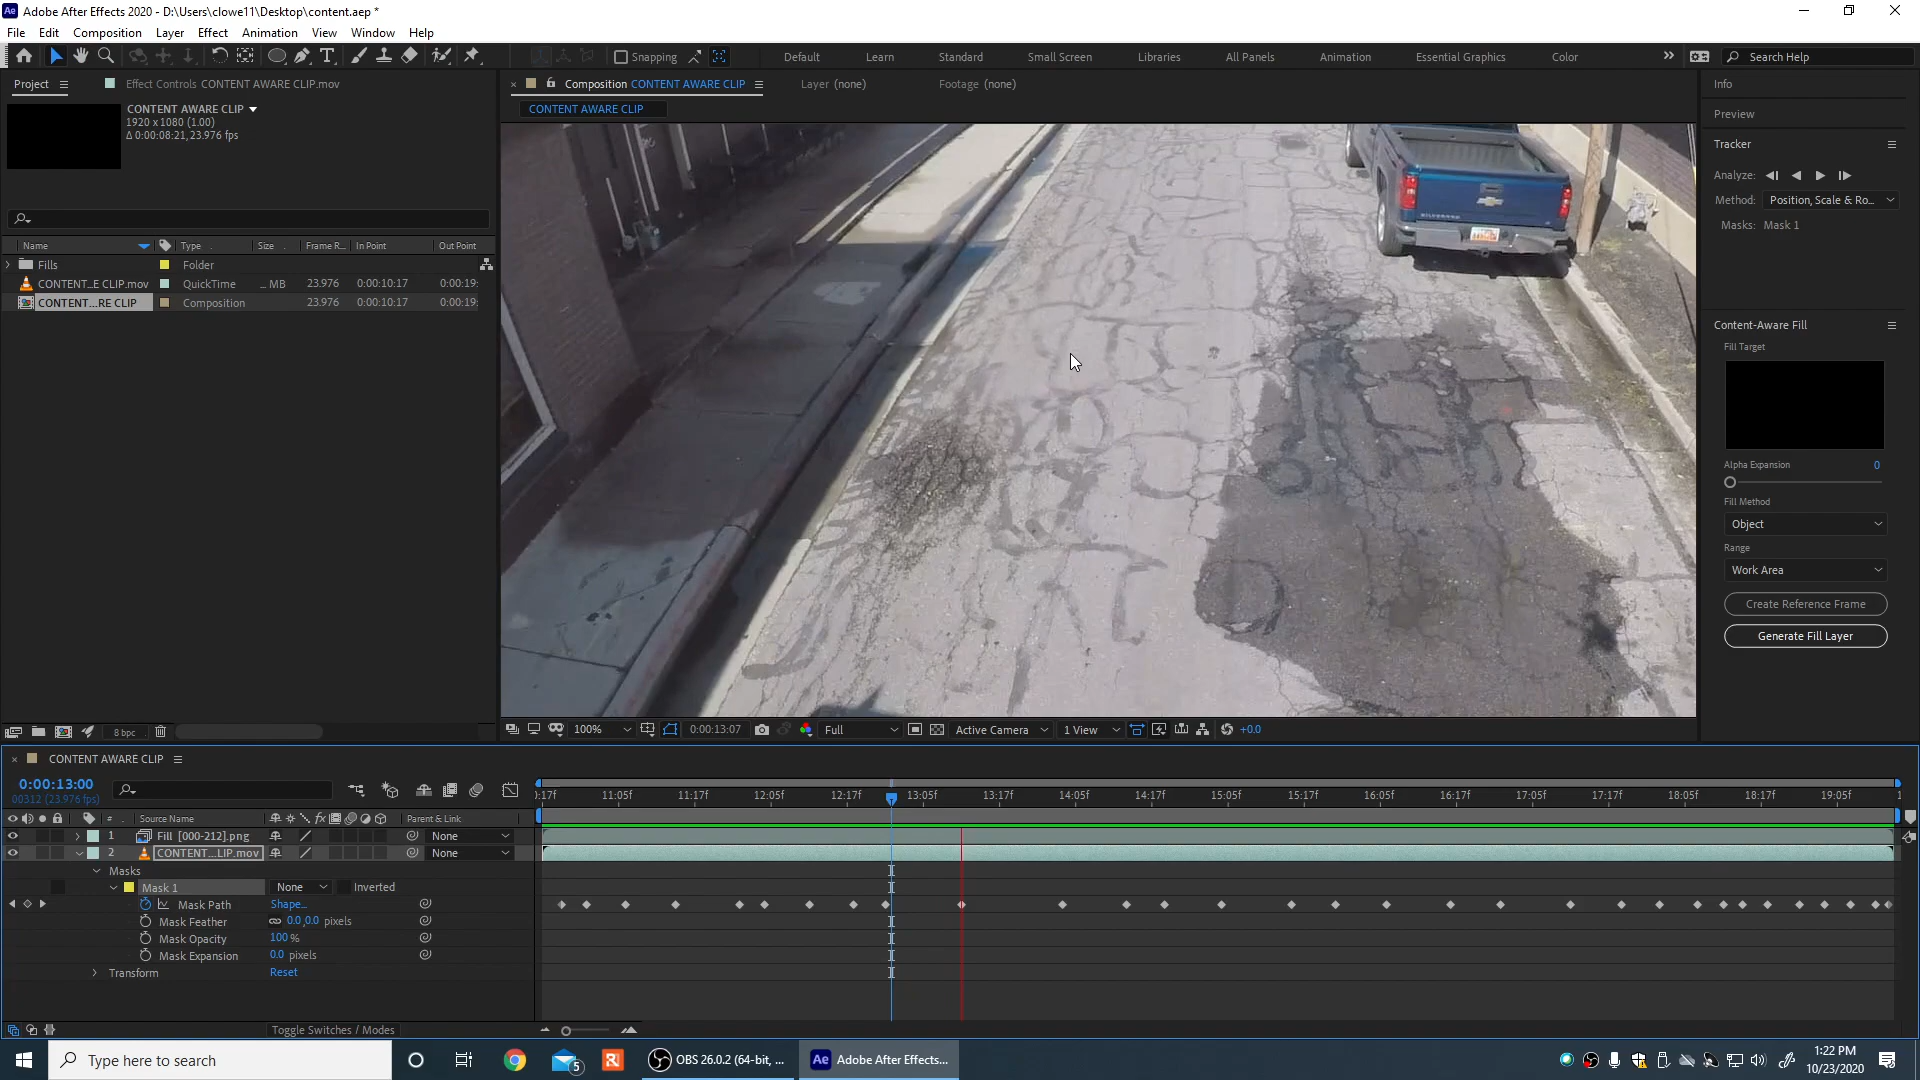 Adobe After Effects 2020 - D:\Users\clowe11\Desktop\content.aep *
File Edit Composition Layer Effect Animation View Window Help
Snapping Default Learn Standard Small Screen Libraries All Panels Animation Essential Graphics Color Search Help
Project Effect Controls CONTENT AWARE CLIP.mov
CONTENT AWARE CLIP
1920 x 1080 (1.00)
Δ 0:00:08:21, 23.976 fps
Name Type Size Frame R... In Point Out Point
Fills Folder
CONTENT...E CLIP.mov QuickTime ... MB 23.976 0:00:10:17 0:00:19:
CONTENT...RE CLIP Composition 23.976 0:00:10:17 0:00:19:
8 bpc
Composition CONTENT AWARE CLIP Layer (none) Footage (none)
CONTENT AWARE CLIP
SILVERADO
100% 0:00:13:07 Full Active Camera 1 View +0.0
Info
Preview
Tracker
Analyze:
Method: Position, Scale & Ro...
Masks: Mask 1
Content-Aware Fill
Fill Target
Alpha Expansion 0
Fill Method
Object
Range
Work Area
Create Reference Frame
Generate Fill Layer
CONTENT AWARE CLIP
0:00:13:00
00312 (23.976 fps)
):17f 11:05f 11:17f 12:05f 12:17f 13:05f 13:17f 14:05f 14:17f 15:05f 15:17f 16:05f 16:17f 17:05f 17:17f 18:05f 18:17f 19:05f 1
# Source Name fx Parent & Link
1 Fill [000-212].png None
2 CONTENT...LIP.mov None
Masks
Mask 1 None Inverted
Mask Path Shape...
Mask Feather 0.0,0.0 pixels
Mask Opacity 100 %
Mask Expansion 0.0 pixels
Transform Reset
Toggle Switches / Modes
Type here to search
5
OBS 26.0.2 (64-bit, ...
Ae Adobe After Effects...
1:22 PM
10/23/2020